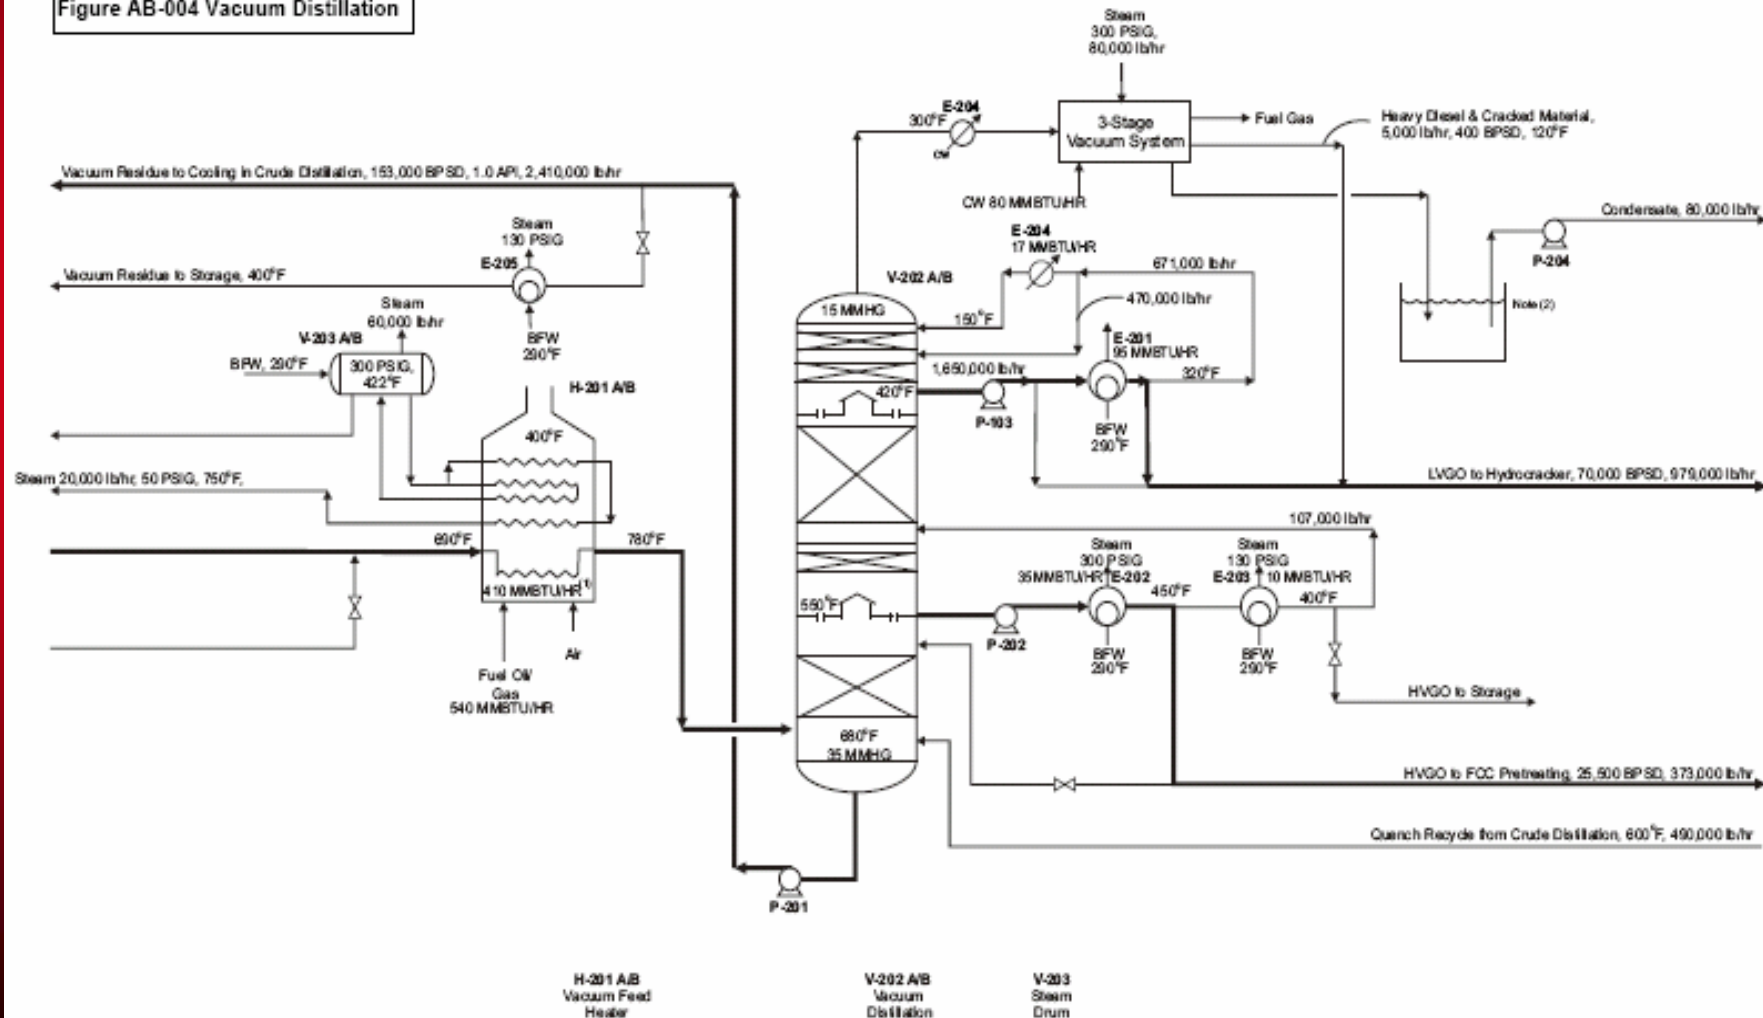 Figure AB-004 Vacuum Distillation
Steam
300 PSIG,
80,000 lb/hr
E-204
300°F
CW
3-Stage
Vacuum System
Fuel Gas
Heavy Diesel & Cracked Material,
5,000 lb/hr, 400 BPSD, 120°F
CW 80 MMBTU/HR
Condensate, 80,000 lb/hr
P-204
Note (2)
Vacuum Residue to Cooling in Crude Distillation, 153,000 BPSD, 1.0 API, 2,410,000 lb/hr
Steam
130 PSIG
E-205
Vacuum Residue to Storage, 400°F
BFW
290°F
Steam
60,000 lb/hr
V-203 A/B
BFW, 290°F
300 PSIG,
422°F
H-201 A/B
400°F
Steam 20,000 lb/hr, 50 PSIG, 750°F,
690°F
780°F
410 MMBTU/HR(1)
Air
Fuel Oil/
Gas
540 MMBTU/HR
E-204
17 MMBTU/HR
671,000 lb/hr
V-202 A/B
470,000 lb/hr
15 MMHG
150°F
E-201
95 MMBTU/HR
1,650,000 lb/hr
320°F
420°F
P-103
BFW
290°F
LVGO to Hydrocracker, 70,000 BPSD, 979,000 lb/hr
107,000 lb/hr
Steam
300 PSIG
35MMBTU/HR E-202
450°F
Steam
130 PSIG
E-203 10 MMBTU/HR
400°F
550°F
P-202
BFW
290°F
BFW
290°F
HVGO to Storage
680°F
35 MMHG
HVGO to FCC Pretreating, 25,500 BPSD, 373,000 lb/hr
Quench Recycle from Crude Distillation, 600°F, 490,000 lb/hr
P-201
H-201 A/B
Vacuum Feed
Heater
V-202 A/B
Vacuum
Distillation
V-203
Steam
Drum